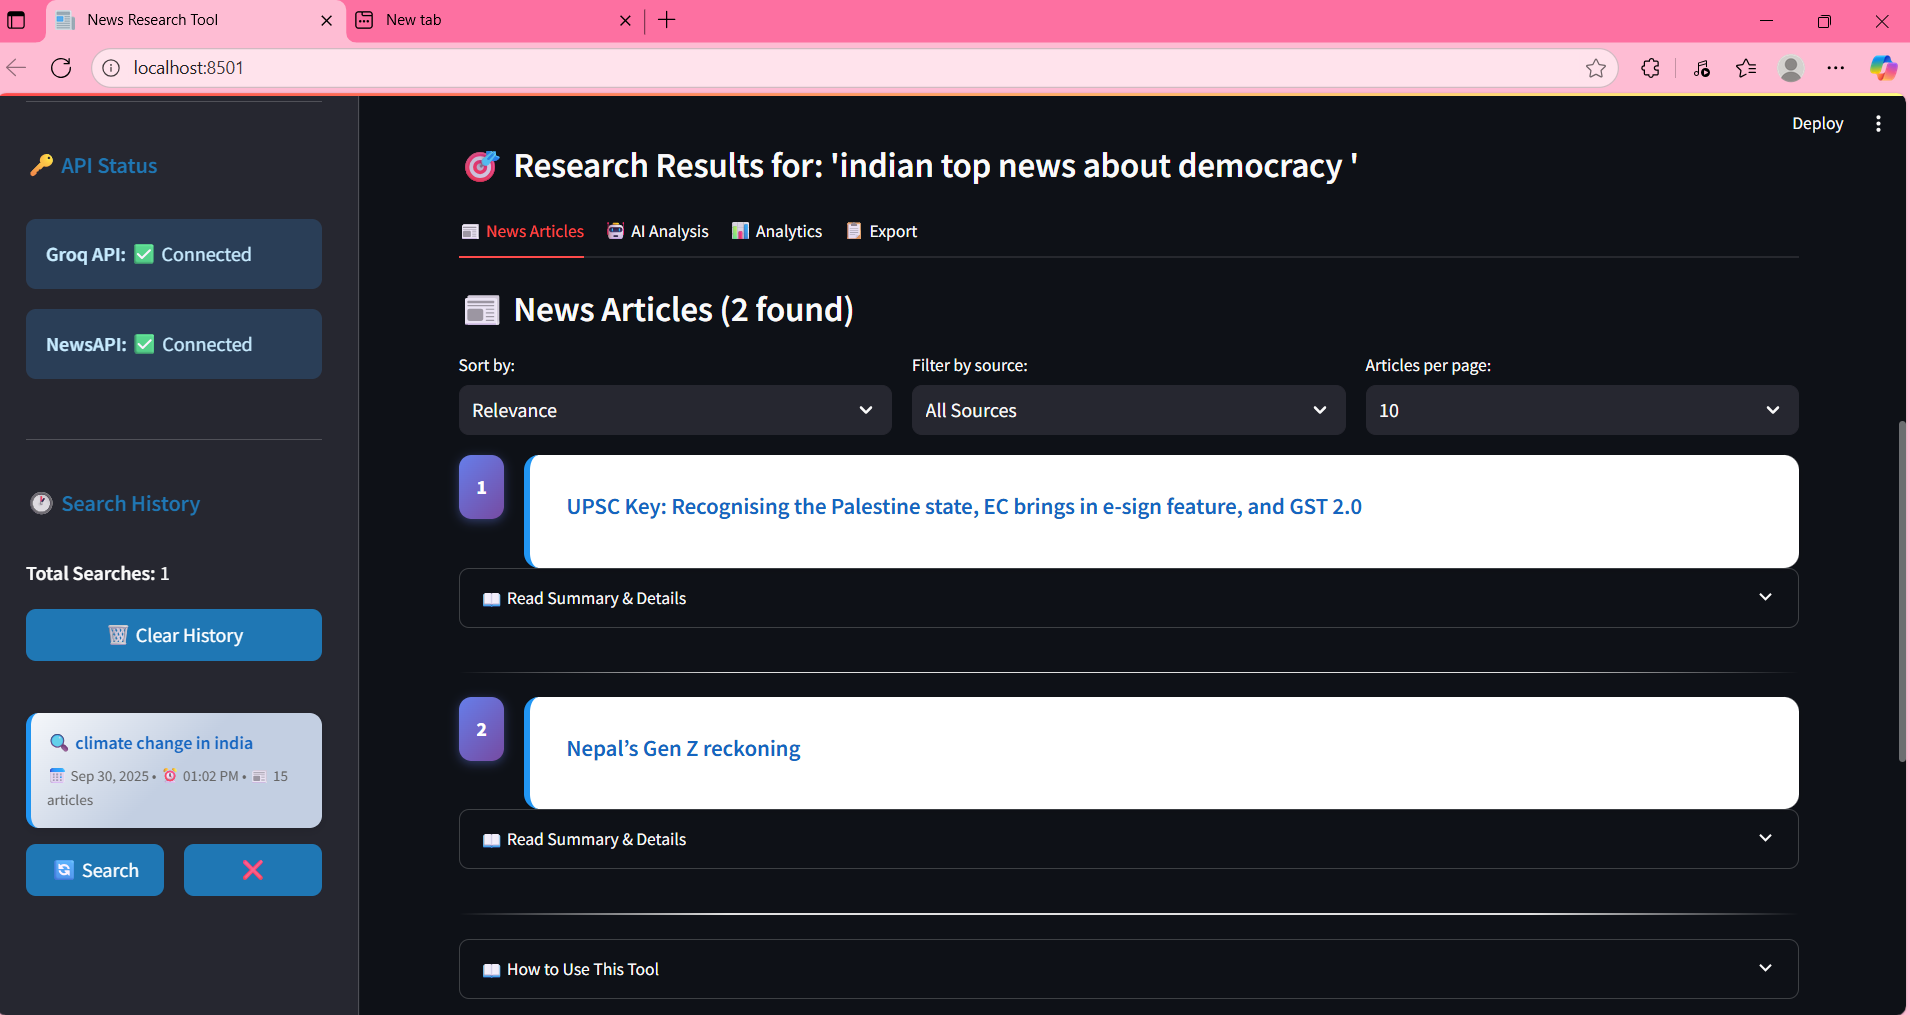 News Research Tool
New tab
localhost:8501
API Status
Groq API: ✅ Connected
NewsAPI: ✅ Connected
Search History
Total Searches: 1
Clear History
climate change in india
Sep 30, 2025 • 01:02 PM • 15
articles
Search
Deploy
Research Results for: 'indian top news about democracy '
News Articles AI Analysis Analytics Export
News Articles (2 found)
Sort by: Filter by source: Articles per page:
Relevance All Sources 10
1
UPSC Key: Recognising the Palestine state, EC brings in e-sign feature, and GST 2.0
Read Summary & Details
2
Nepal’s Gen Z reckoning
Read Summary & Details
How to Use This Tool